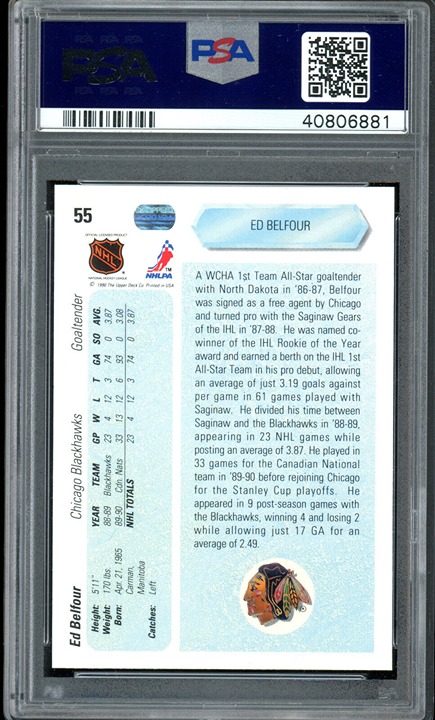 PSA
PSA
40806881
55
ED BELFOUR
OFFICIAL LICENSED PRODUCT
NHL
NATIONAL HOCKEY LEAGUE
NHLPA
TM
© 1990 The Upper Deck Co. Printed in USA
A WCHA 1st Team All-Star goaltender
with North Dakota in '86-87, Belfour
was signed as a free agent by Chicago
and turned pro with the Saginaw Gears
of the IHL in '87-88. He was named co-
winner of the IHL Rookie of the Year
award and earned a berth on the IHL 1st
All-Star Team in his pro debut, allowing
an average of just 3.19 goals against
per game in 61 games played with
Saginaw. He divided his time between
Saginaw and the Blackhawks in '88-89,
appearing in 23 NHL games while
posting an average of 3.87. He played in
33 games for the Canadian National
team in '89-90 before rejoining Chicago
for the Stanley Cup playoffs. He
appeared in 9 post-season games with
the Blackhawks, winning 4 and losing 2
while allowing just 17 GA for an
average of 2.49.
Ed Belfour Chicago Blackhawks Goaltender
Height: 5'11"
Weight: 170 lbs.
Born: Apr. 21, 1965
Carman,
Manitoba
Catches: Left
YEAR TEAM GP W L T GA SO AVG.
88-89 Blackhawks 23 4 12 3 74 0 3.87
89-90 Cdn. Nats 33 13 12 6 93 0 3.08
NHL TOTALS 23 4 12 3 74 0 3.87